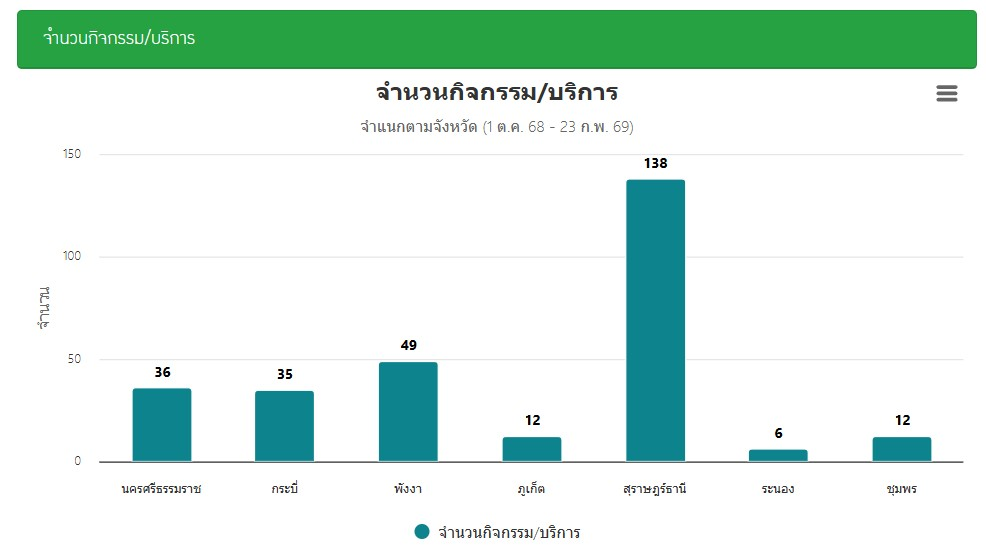 จำนวนกิจกรรม/บริการ
จำนวนกิจกรรม/บริการ
จำแนกตามจังหวัด (1 ต.ค. 68 - 23 ก.พ. 69)
150
100
50
0
จำนวน
36
35
49
12
138
6
12
นครศรีธรรมราช
กระบี่
พังงา
ภูเก็ต
สุราษฎร์ธานี
ระนอง
ชุมพร
จำนวนกิจกรรม/บริการ